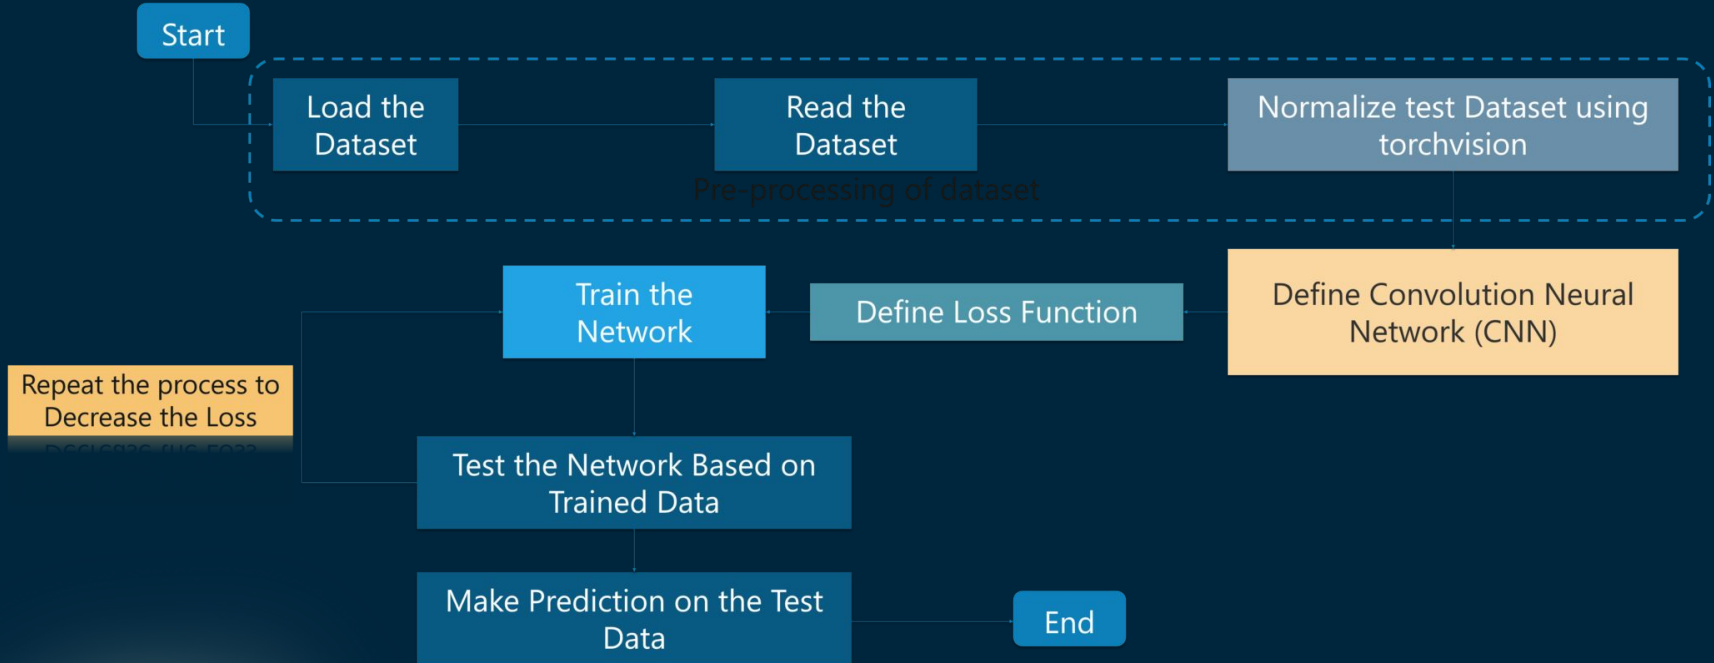 Start
Load the
Dataset
Read the
Dataset
Normalize test Dataset using
torchvision
Pre-processing of dataset
Define Convolution Neural
Network (CNN)
Define Loss Function
Train the
Network
Repeat the process to
Decrease the Loss
Test the Network Based on
Trained Data
Make Prediction on the Test
Data
End